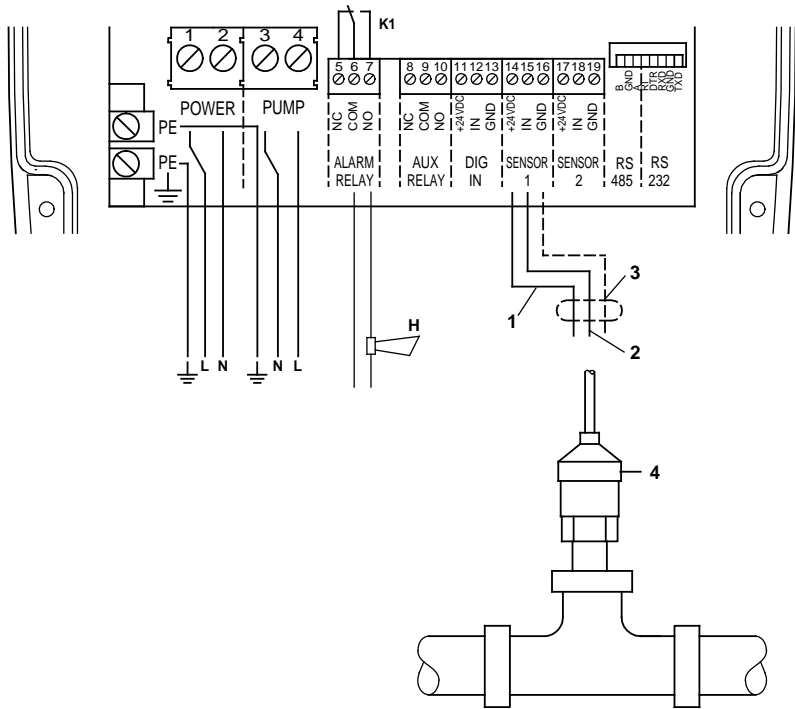 K1
1 2 3 4
5 6 7 8 9 10 11 12 13 14 15 16 17 18 19
NC COM NO NC COM NO +24VDC IN GND +24VDC IN GND +24VDC IN GND
B GND A RI DTR RXD GND TXD
POWER PUMP
PE
PE
ALARM RELAY
AUX RELAY
DIG IN
SENSOR 1
SENSOR 2
RS 485
RS 232
L N N L
H
1
2
3
4